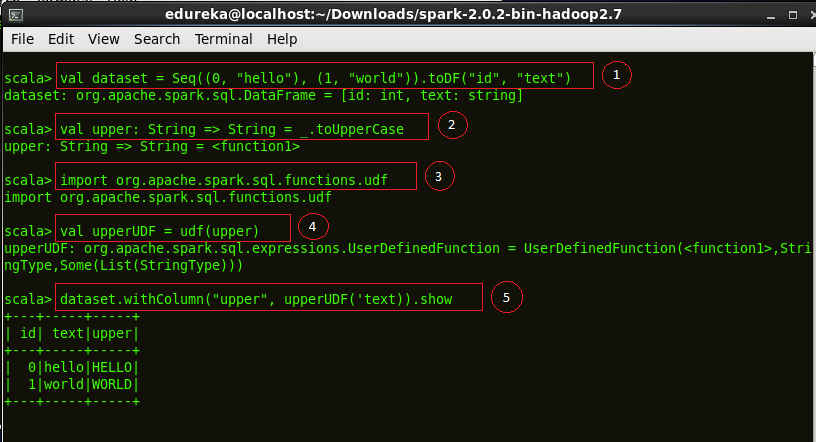 edureka@localhost:~/Downloads/spark-2.0.2-bin-hadoop2.7
File Edit View Search Terminal Help
scala> val dataset = Seq((0, "hello"), (1, "world")).toDF("id", "text") 1
dataset: org.apache.spark.sql.DataFrame = [id: int, text: string]
scala> val upper: String => String = _.toUpperCase 2
upper: String => String = <function1>
scala> import org.apache.spark.sql.functions.udf 3
import org.apache.spark.sql.functions.udf
scala> val upperUDF = udf(upper) 4
upperUDF: org.apache.spark.sql.expressions.UserDefinedFunction = UserDefinedFunction(<function1>,Stri
ngType,Some(List(StringType)))
scala> dataset.withColumn("upper", upperUDF('text)).show 5
+---+-----+-----+
| id| text|upper|
+---+-----+-----+
|  0|hello|HELLO|
|  1|world|WORLD|
+---+-----+-----+